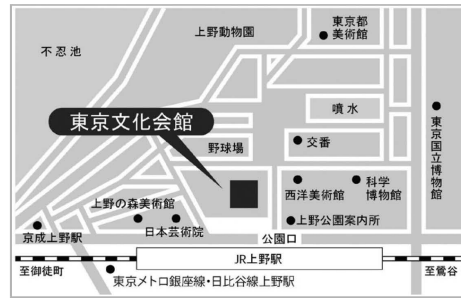 不忍池
上野動物園
東京都
美術館
東京文化会館
噴水
野球場
交番
東京国立博物館
西洋美術館
科学
博物館
上野の森美術館
日本芸術院
上野公園案内所
京成上野駅
公園口
JR上野駅
至御徒町
至鶯谷
東京メトロ銀座線・日比谷線上野駅